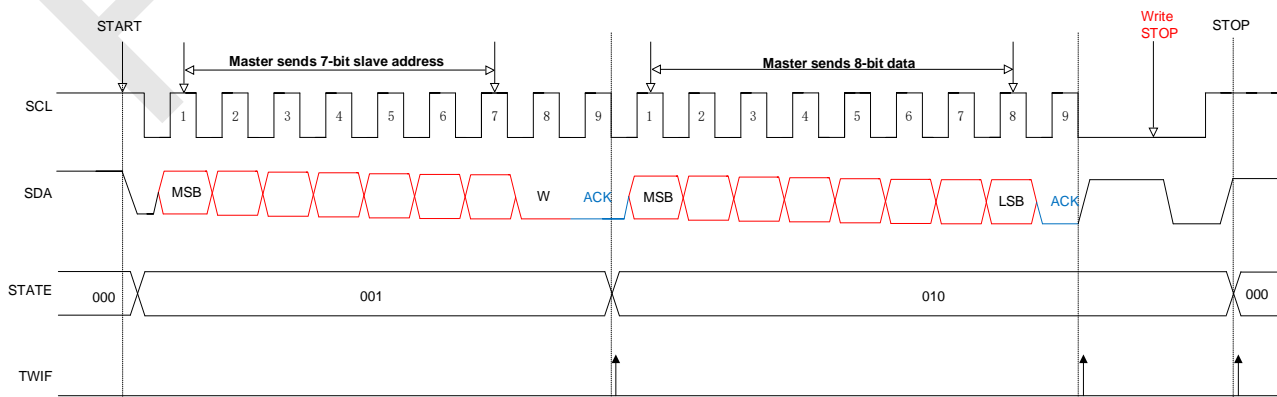 START
Write
STOP
STOP
Master sends 7-bit slave address
Master sends 8-bit data
SCL
1 2 3 4 5 6 7 8 9 1 2 3 4 5 6 7 8 9
SDA
MSB W ACK MSB LSB ACK
STATE
000 001 010 000
TWIF